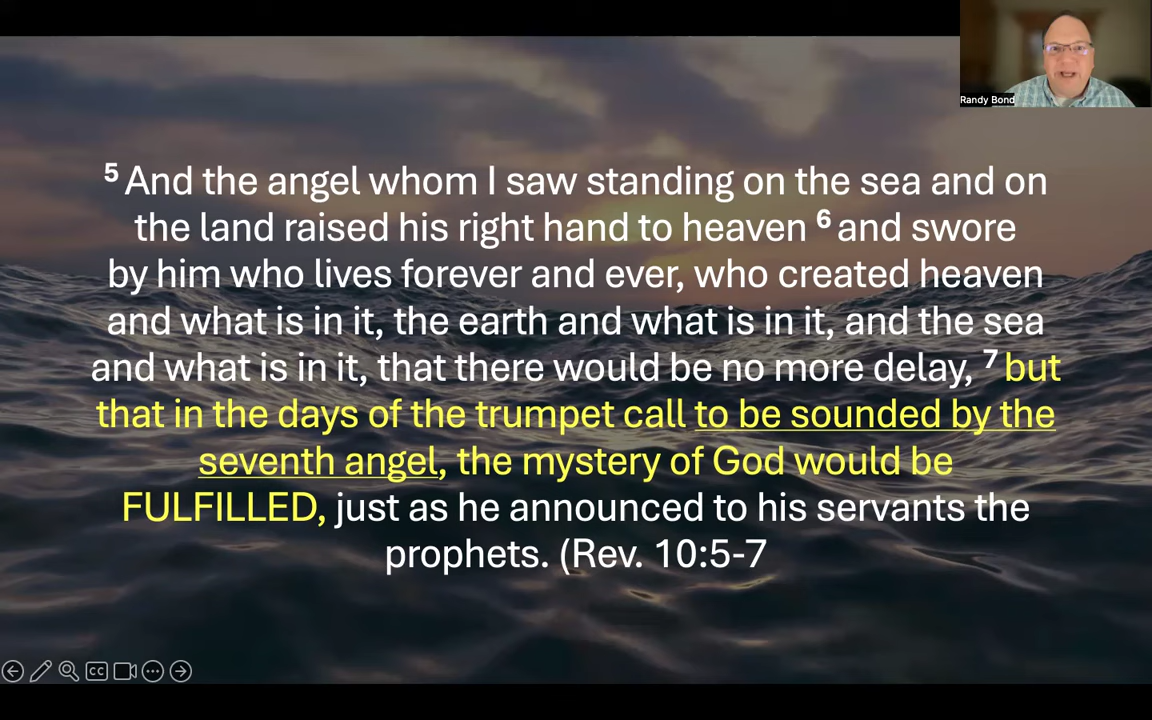 Randy Bond
5 And the angel whom I saw standing on the sea and on
the land raised his right hand to heaven 6 and swore
by him who lives forever and ever, who created heaven
and what is in it, the earth and what is in it, and the sea
and what is in it, that there would be no more delay, 7 but
that in the days of the trumpet call to be sounded by the
seventh angel, the mystery of God would be
FULFILLED, just as he announced to his servants the
prophets. (Rev. 10:5-7
CC